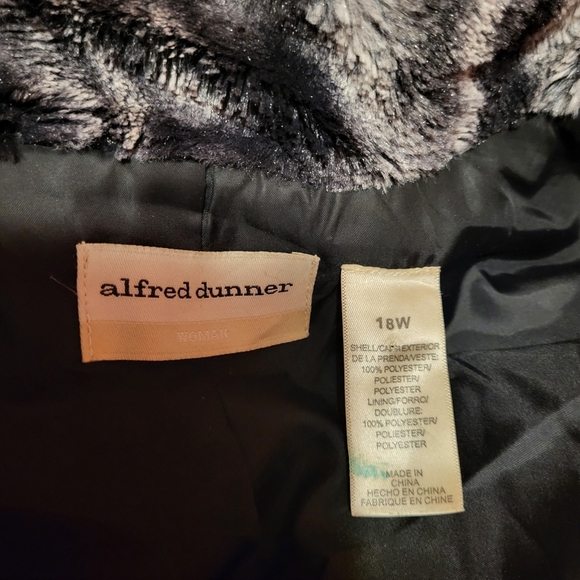 alfred dunner
WOMAN
18W
SHELL/CAPA EXTERIOR
DE LA PRENDA/VESTE:
100% POLYESTER/
POLIESTER/
POLYESTER
LINING/FORRO/
DOUBLURE:
100% POLYESTER/
POLIESTER/
POLYESTER
MADE IN
CHINA
HECHO EN CHINA
FABRIQUE EN CHINE